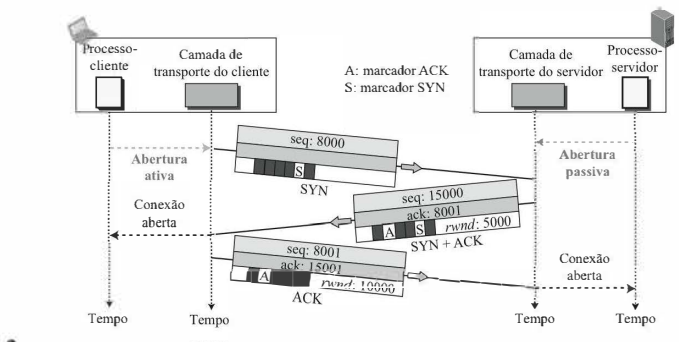 Processo-
cliente
Camada de
transporte do cliente
A: marcador ACK
S: marcador SYN
Camada de
transporte do servidor
Processo-
servidor
Abertura
ativa
seq: 8000
S
SYN
Abertura
passiva
Conexão
aberta
seq: 15000
ack: 8001
A
S
rwnd: 5000
SYN + ACK
seq: 8001
ack: 15001
A
rwnd: 10000
ACK
Conexão
aberta
Tempo
Tempo
Tempo
Tempo